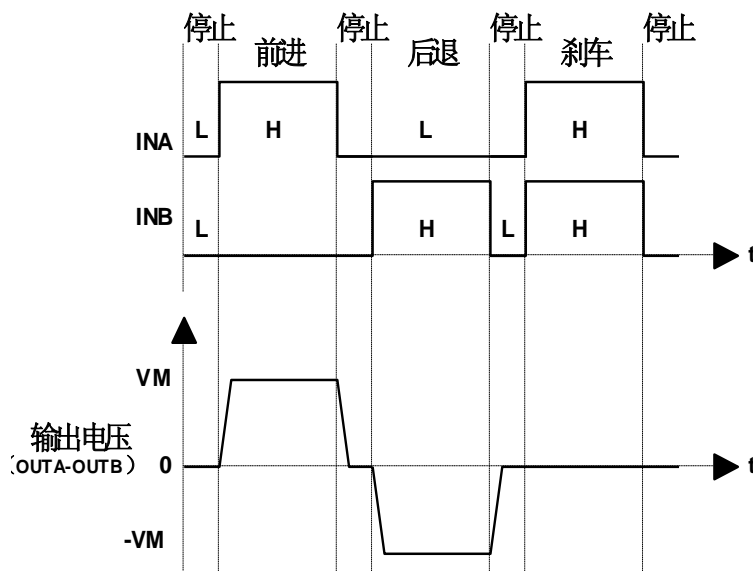 停止 停止 停止 停止
前进 后退 刹车
L H L H
INA
INB
L H L H
t
VM
输出电压
（OUTA-OUTB） 0
t
-VM